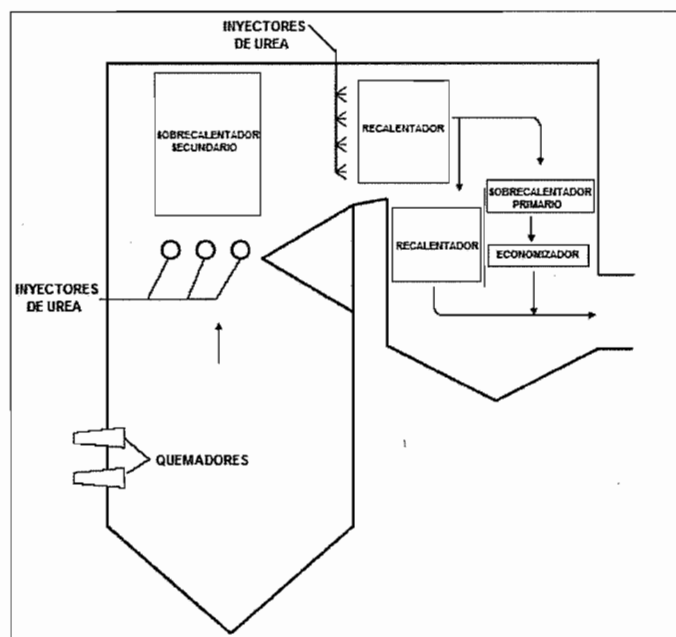 INYECTORES
DE UREA
SOBRECALENTADOR
SECUNDARIO
RECALENTADOR
SOBRECALENTADOR
PRIMARIO
RECALENTADOR
ECONOMIZADOR
INYECTORES
DE UREA
QUEMADORES